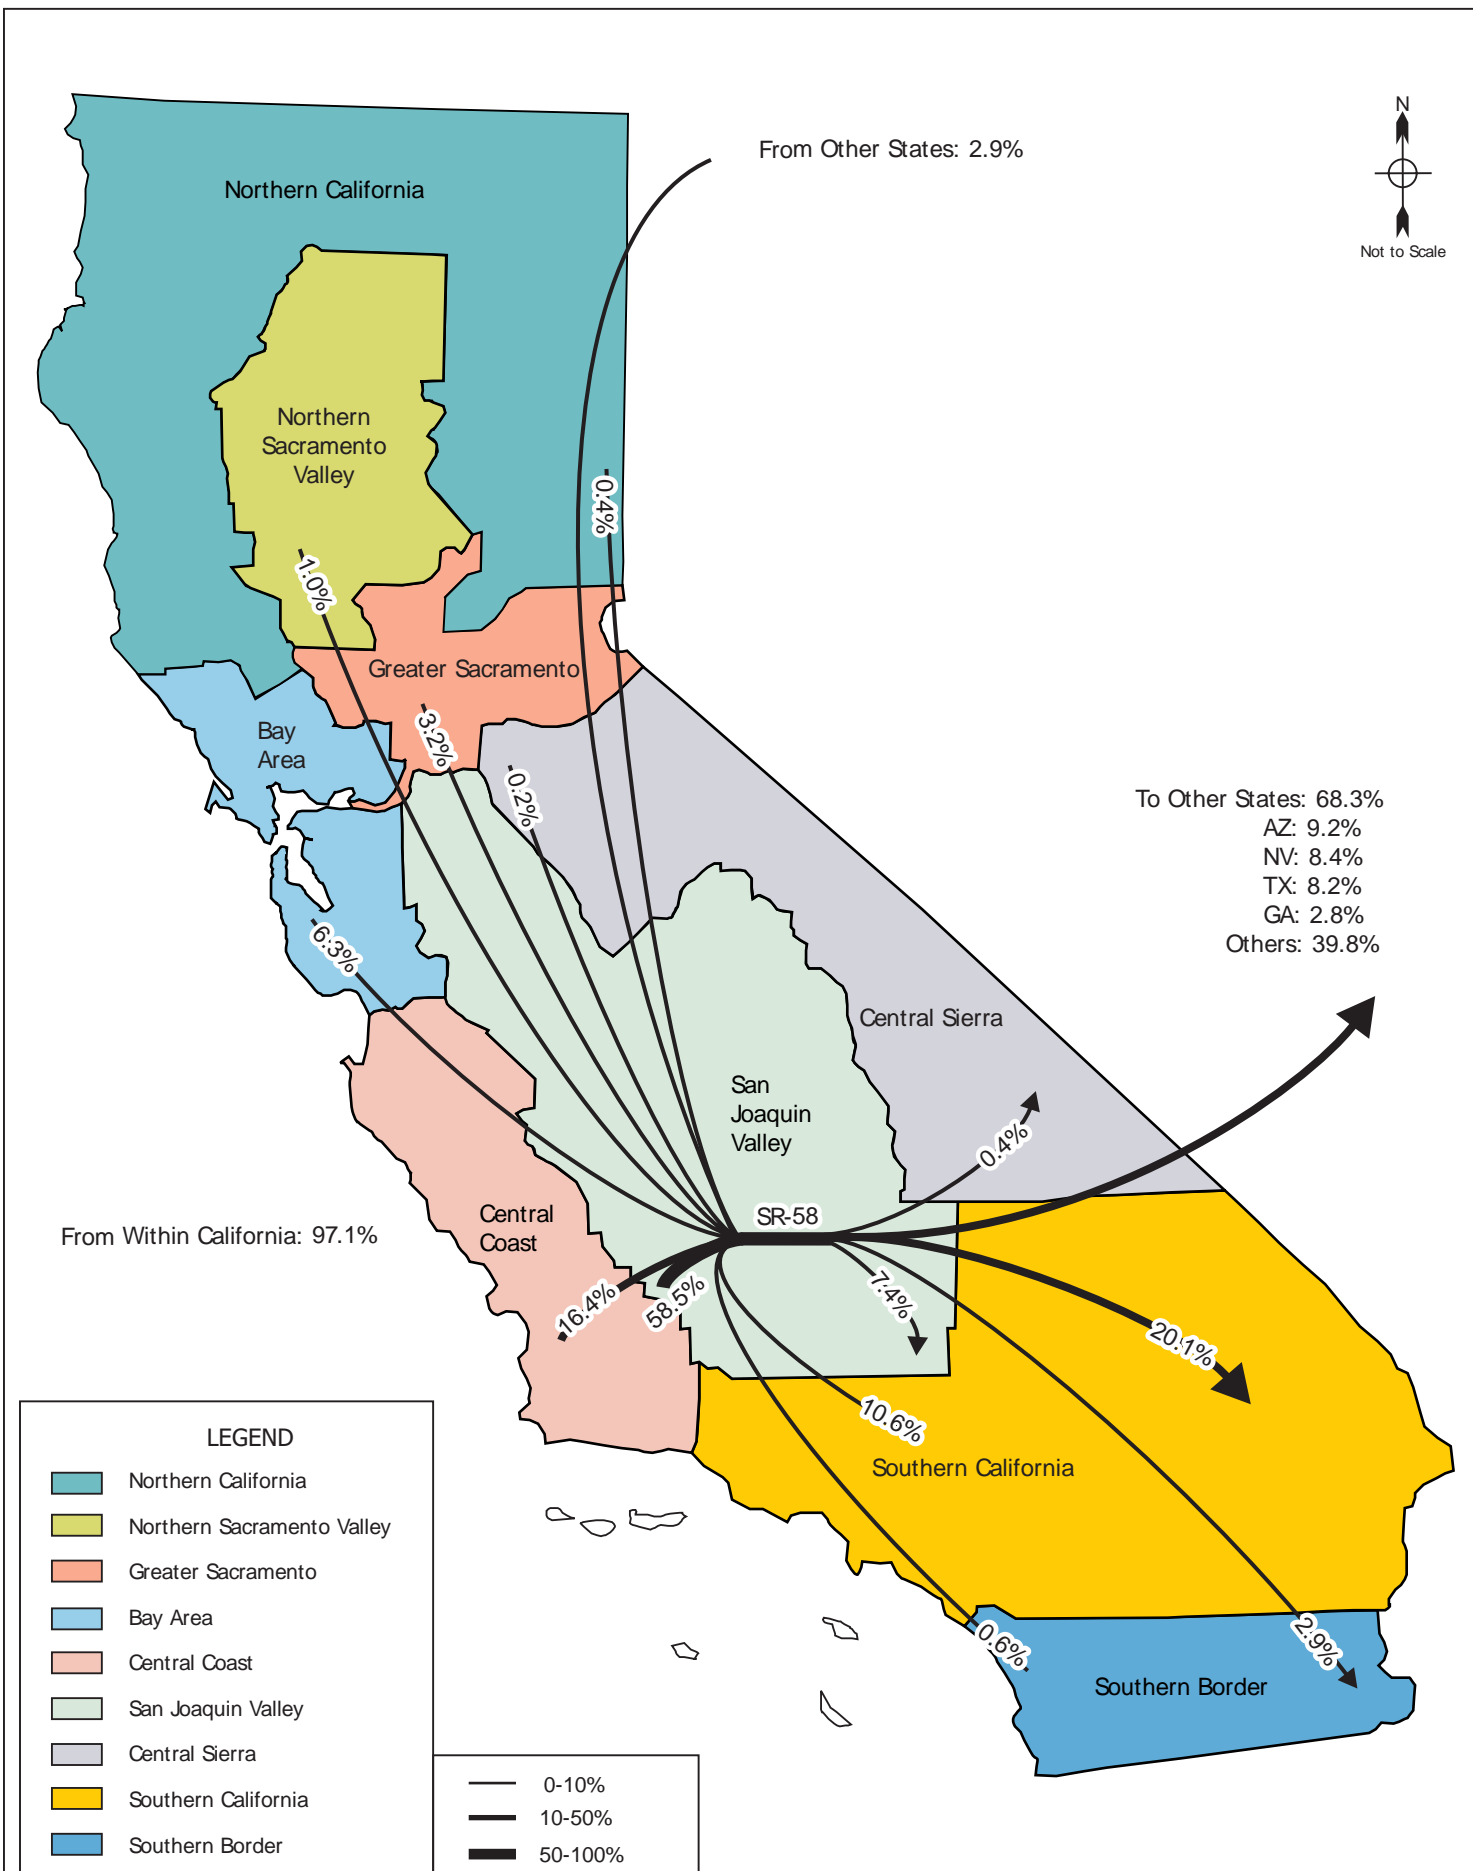 N
Not to Scale
From Other States: 2.9%
Northern California
Northern
Sacramento
Valley
0.4%
1.0%
Greater Sacramento
3.2%
Bay
Area
0.2%
To Other States: 68.3%
AZ: 9.2%
NV: 8.4%
TX: 8.2%
GA: 2.8%
Others: 39.8%
6.3%
Central Sierra
San
Joaquin
Valley
0.4%
SR-58
Central
Coast
From Within California: 97.1%
16.4%
58.5%
7.4%
20.1%
10.6%
Southern California
0.6%
2.9%
Southern Border
LEGEND
Northern California
Northern Sacramento Valley
Greater Sacramento
Bay Area
Central Coast
San Joaquin Valley
Central Sierra
Southern California
Southern Border
0-10%
10-50%
50-100%